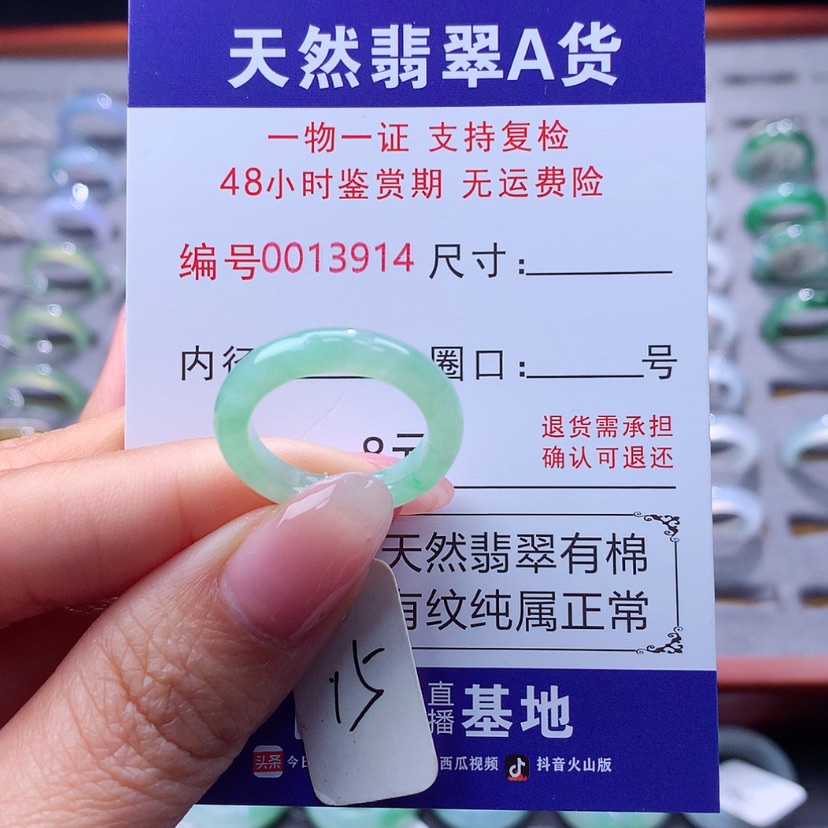 天然翡翠A货
一物一证 支持复检
48小时鉴赏期 无运费险
编号0013914 尺寸:
内径 圈口: 号
8元
退货需承担
确认可退还
天然翡翠有棉
有纹纯属正常
直播基地
头条 今 西瓜视频 抖音火山版
15